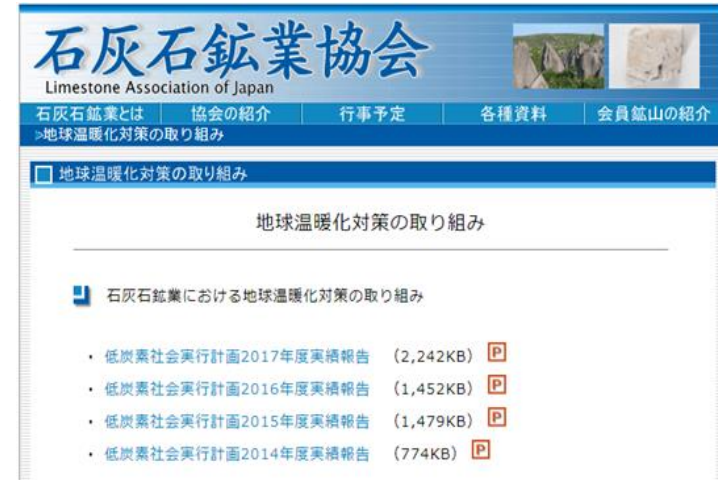 石灰石鉱業協会
Limestone Association of Japan
石灰石鉱業とは 協会の紹介 行事予定 各種資料 会員鉱山の紹介
>地球温暖化対策の取り組み
地球温暖化対策の取り組み
地球温暖化対策の取り組み
石灰石鉱業における地球温暖化対策の取り組み
・ 低炭素社会実行計画2017年度実績報告 (2,242KB) P
・ 低炭素社会実行計画2016年度実績報告 (1,452KB) P
・ 低炭素社会実行計画2015年度実績報告 (1,479KB) P
・ 低炭素社会実行計画2014年度実績報告 (774KB) P